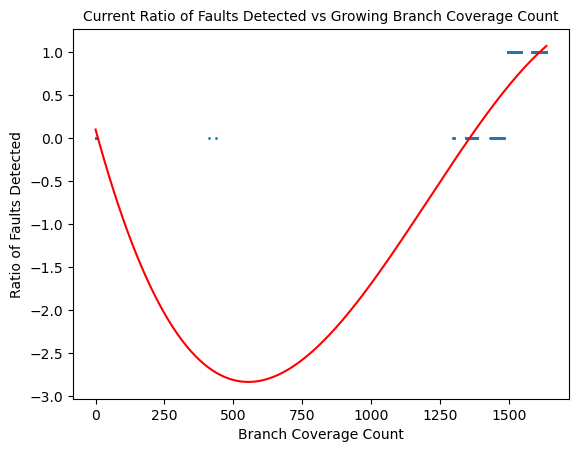 Current Ratio of Faults Detected vs Growing Branch Coverage Count
Ratio of Faults Detected
1.0
0.5
0.0
-0.5
-1.0
-1.5
-2.0
-2.5
-3.0
0 250 500 750 1000 1250 1500
Branch Coverage Count